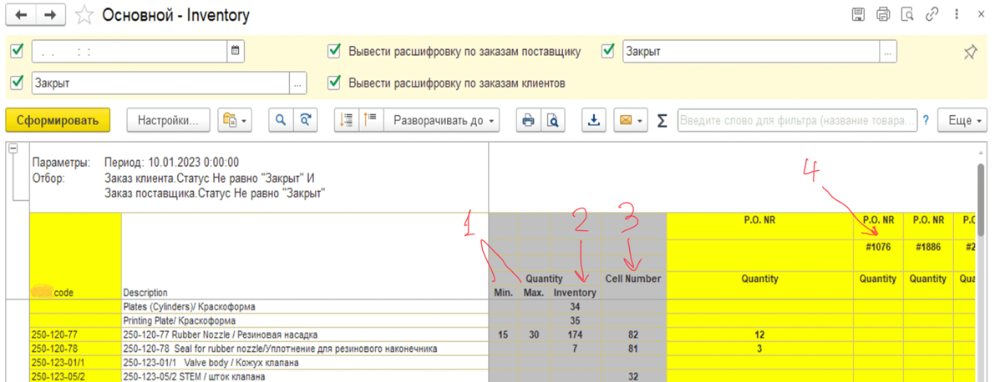 Основной - Inventory
. . : :
Вывести расшифровку по заказам поставщику
Закрыт
...
Закрыт
...
Вывести расшифровку по заказам клиентов
Сформировать
Настройки...
Разворачивать до
Σ
Введите слово для фильтра (название товара...
?
Еще
Параметры: Период: 10.01.2023 0:00:00
Отбор: Заказ клиента.Статус Не равно "Закрыт" И
Заказ поставщика.Статус Не равно "Закрыт"
4
1 2 3
P.O. NR P.O. NR P.O. NR
#1076 #1886
Quantity Cell Number Quantity Quantity Quantity
code Description Min. Max. Inventory
Plates (Cylinders)/ Краскоформа 34
Printing Plate/ Краскоформа 35
250-120-77 250-120-77 Rubber Nozzle / Резиновая насадка 15 30 174 82 12
250-120-78 250-120-78 Seal for rubber nozzle/Уплотнение для резинового наконечника 7 81 3
250-123-01/1 250-123-01/1 Valve body / Кожух клапана
250-123-05/2 250-123-05/2 STEM / шток клапана 32